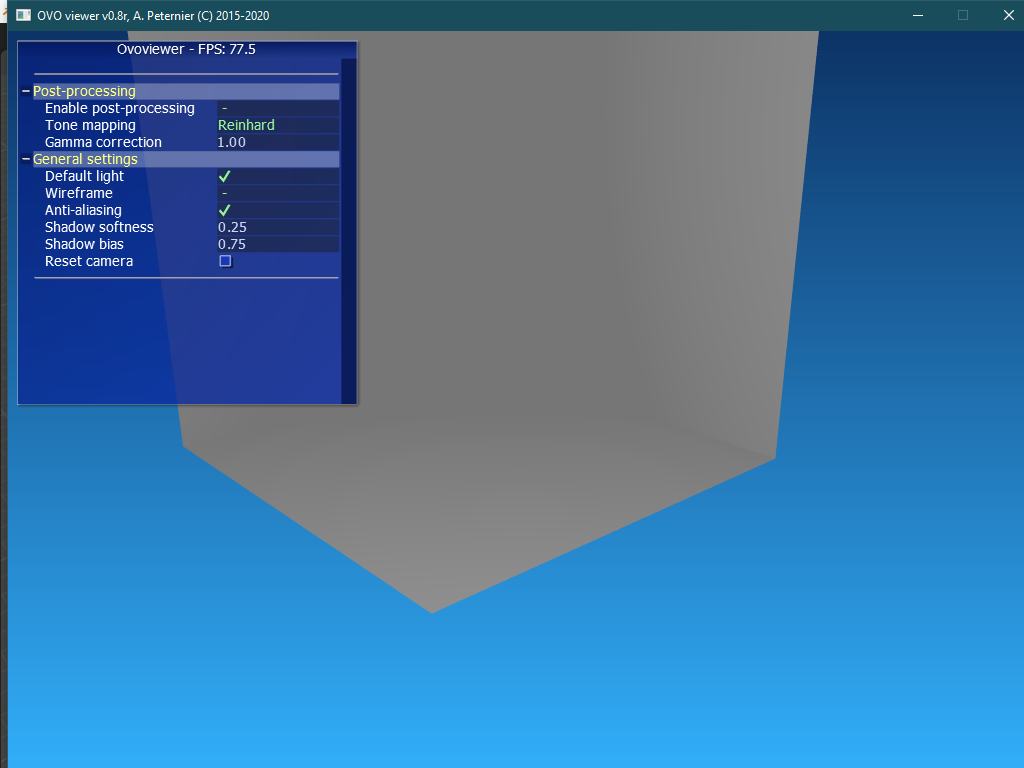 OVO viewer v0.8r, A. Peternier (C) 2015-2020
Ovoviewer - FPS: 77.5
Post-processing
Enable post-processing -
Tone mapping Reinhard
Gamma correction 1.00
General settings
Default light
Wireframe -
Anti-aliasing
Shadow softness 0.25
Shadow bias 0.75
Reset camera